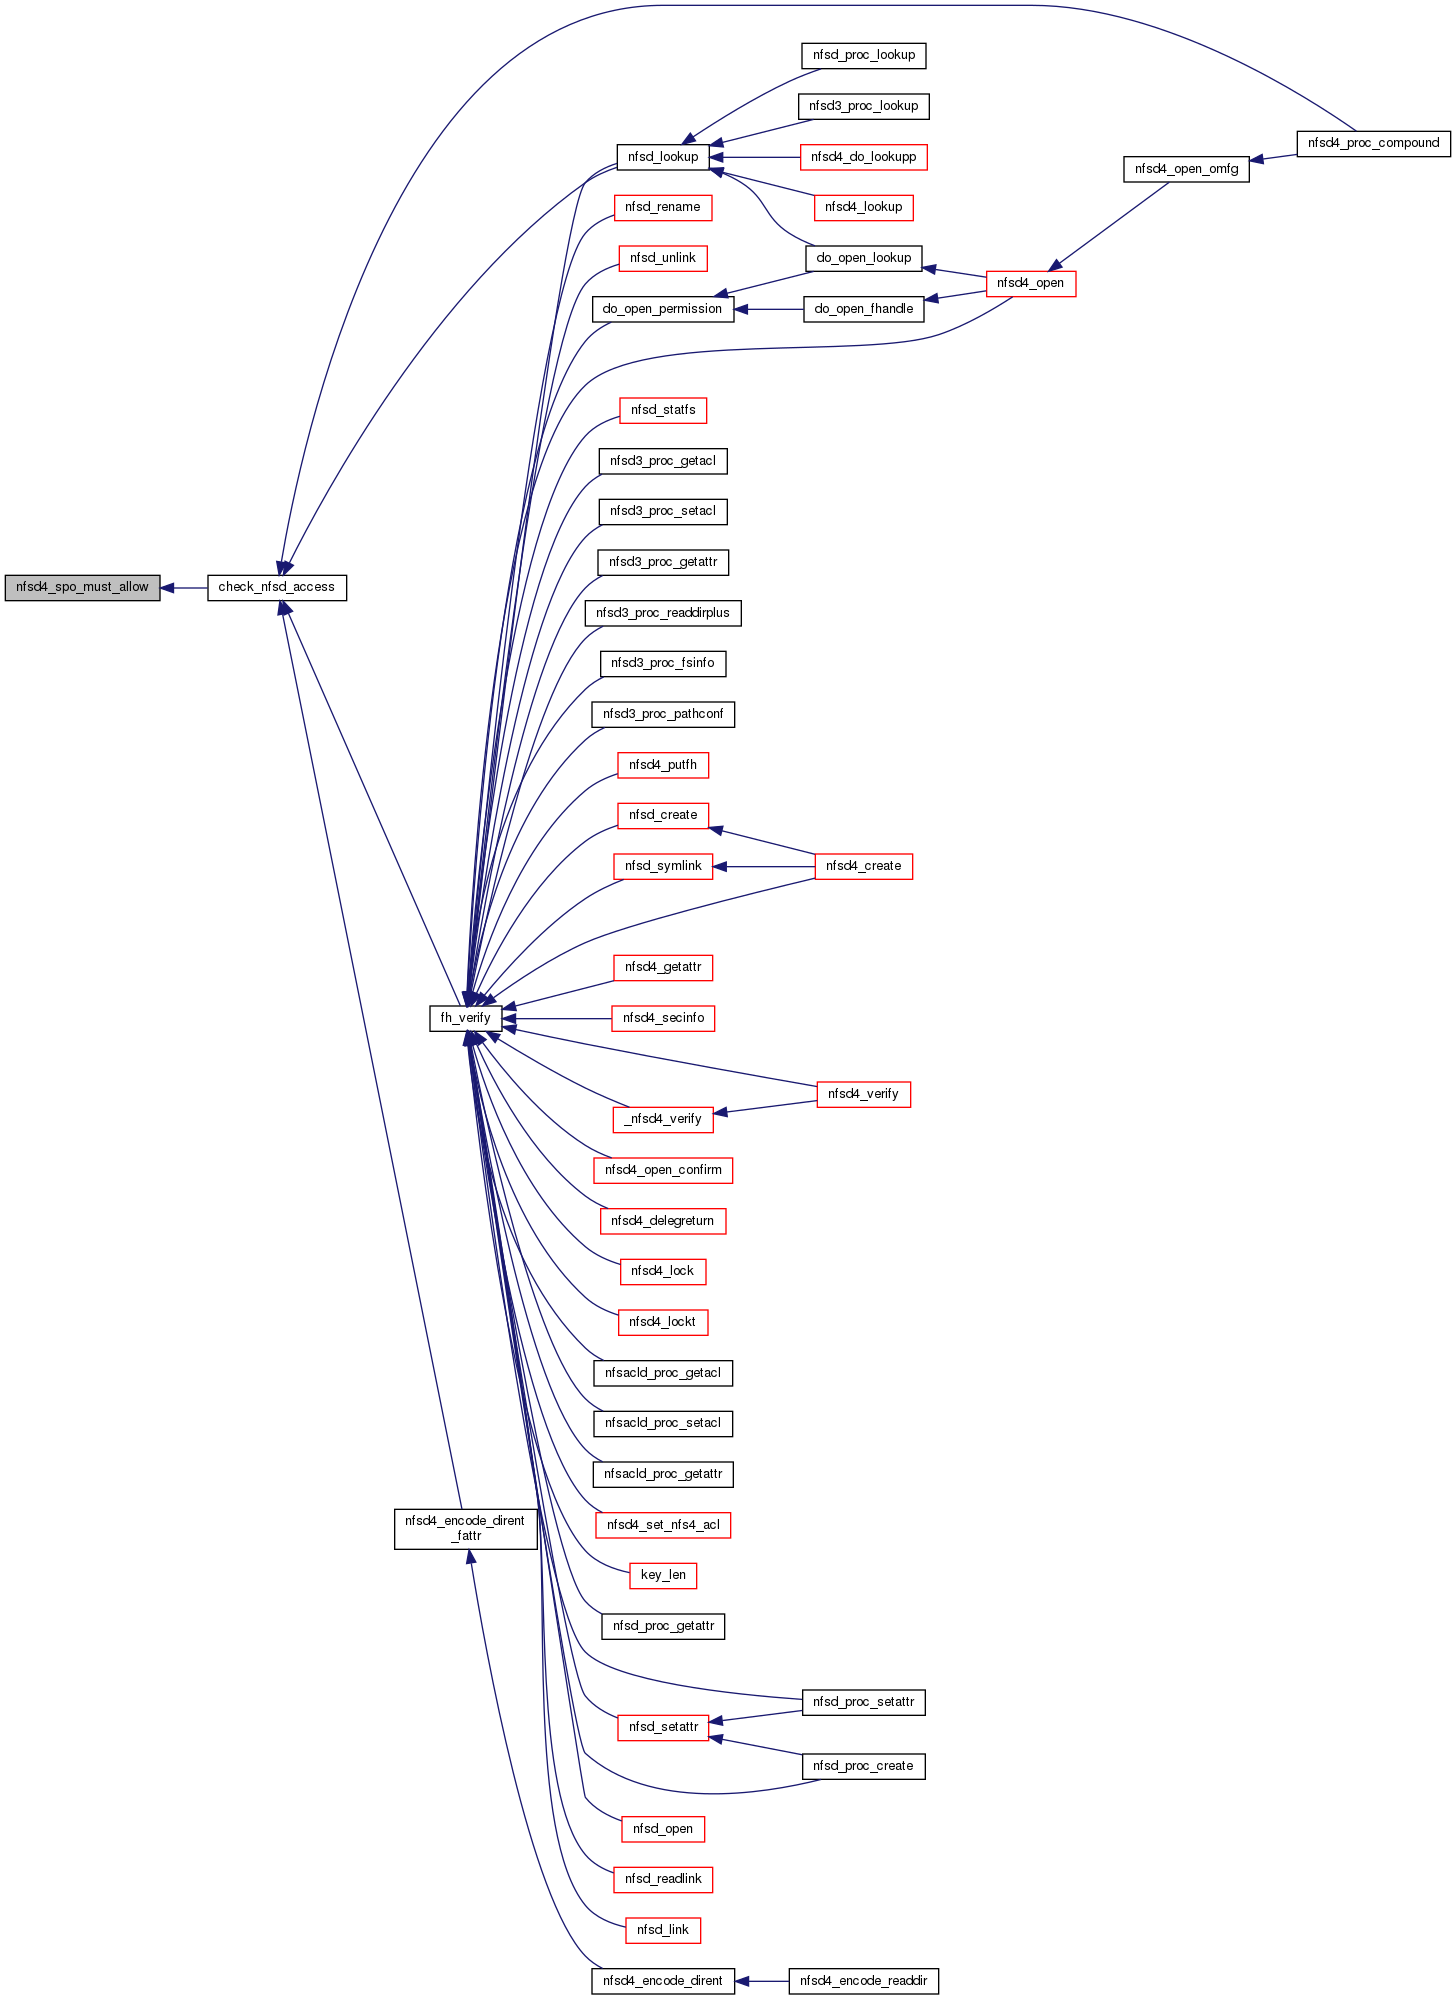 nfsd_proc_lookup
nfsd3_proc_lookup
nfsd4_proc_compound
nfsd_lookup
nfsd4_do_lookupp
nfsd4_open_omfg
nfsd_rename
nfsd4_lookup
nfsd_unlink
do_open_lookup
nfsd4_open
do_open_permission
do_open_fhandle
nfsd_statfs
nfsd3_proc_getacl
nfsd3_proc_setacl
nfsd3_proc_getattr
nfsd4_spo_must_allow
check_nfsd_access
nfsd3_proc_readdirplus
nfsd3_proc_fsinfo
nfsd3_proc_pathconf
nfsd4_putfh
nfsd_create
nfsd_symlink
nfsd4_create
nfsd4_getattr
fh_verify
nfsd4_secinfo
nfsd4_verify
_nfsd4_verify
nfsd4_open_confirm
nfsd4_delegreturn
nfsd4_lock
nfsd4_lockt
nfsacld_proc_getacl
nfsacld_proc_setacl
nfsacld_proc_getattr
nfsd4_encode_dirent
_fattr
nfsd4_set_nfs4_acl
key_len
nfsd_proc_getattr
nfsd_proc_setattr
nfsd_setattr
nfsd_proc_create
nfsd_open
nfsd_readlink
nfsd_link
nfsd4_encode_dirent
nfsd4_encode_readdir